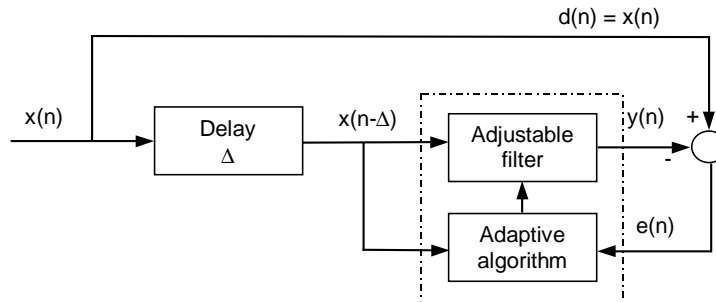 d(n) = x(n)
x(n)
Delay
Δ
x(n-Δ)
Adjustable
filter
y(n)
+
-
Adaptive
algorithm
e(n)